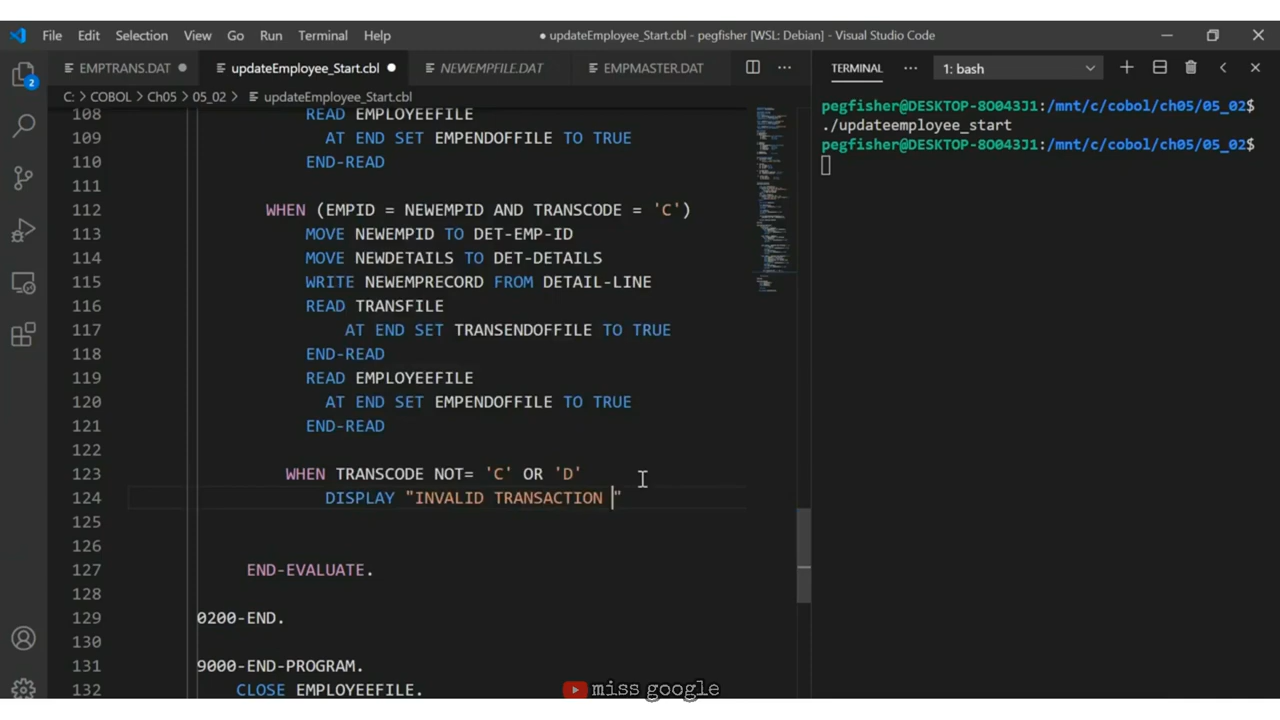 File Edit Selection View Go Run Terminal Help ● updateEmployee_Start.cbl - pegfisher [WSL: Debian] - Visual Studio Code
EMPTRANS.DAT updateEmployee_Start.cbl NEWEMPFILE.DAT EMPMASTER.DAT
C: > COBOL > Ch05 > 05_02 > updateEmployee_Start.cbl
108 READ EMPLOYEEFILE
109 AT END SET EMPENDOFFILE TO TRUE
110 END-READ
111
112 WHEN (EMPID = NEWEMPID AND TRANSCODE = 'C')
113 MOVE NEWEMPID TO DET-EMP-ID
114 MOVE NEWDETAILS TO DET-DETAILS
115 WRITE NEWEMPRECORD FROM DETAIL-LINE
116 READ TRANSFILE
117 AT END SET TRANSENDOFFILE TO TRUE
118 END-READ
119 READ EMPLOYEEFILE
120 AT END SET EMPENDOFFILE TO TRUE
121 END-READ
122
123 WHEN TRANSCODE NOT= 'C' OR 'D'
124 DISPLAY "INVALID TRANSACTION "
125
126
127 END-EVALUATE.
128
129 0200-END.
130
131 9000-END-PROGRAM.
132 CLOSE EMPLOYEEFILE.
TERMINAL ... 1: bash
pegfisher@DESKTOP-8O043J1:/mnt/c/cobol/ch05/05_02$
./updateemployee_start
pegfisher@DESKTOP-8O043J1:/mnt/c/cobol/ch05/05_02$
2
miss google